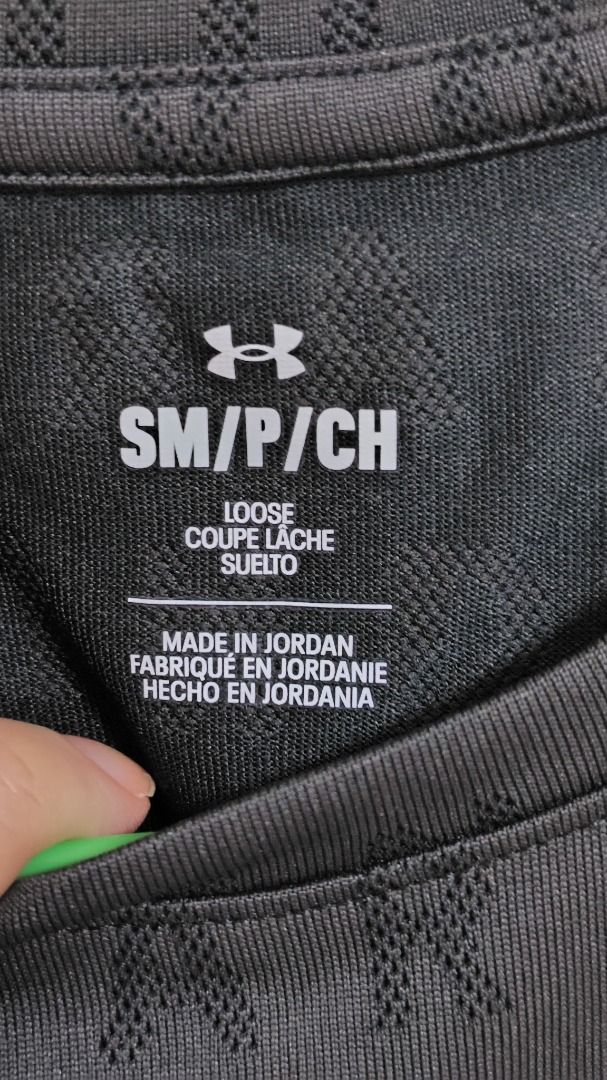 SM/P/CH
LOOSE
COUPE LÂCHE
SUELTO
MADE IN JORDAN
FABRIQUÉ EN JORDANIE
HECHO EN JORDANIA